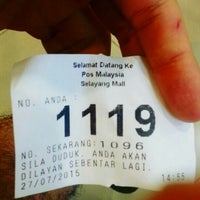 Selamat Datang Ke
Pos Malaysia
Selayang Mall
NO. ANDA :
1119
NO. SEKARANG:1096
SILA DUDUK. ANDA AKAN
DILAYAN SEBENTAR LAGI.
27/07/2015 14:55